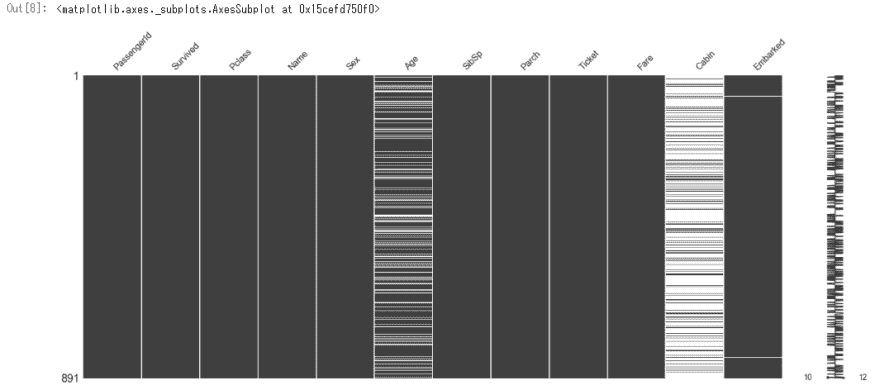 Out[8]: <matplotlib.axes._subplots.AxesSubplot at 0x15cefd750f0>
PassengerId Survived Pclass Name Sex Age SibSp Parch Ticket Fare Cabin Embarked
1
891
10 12